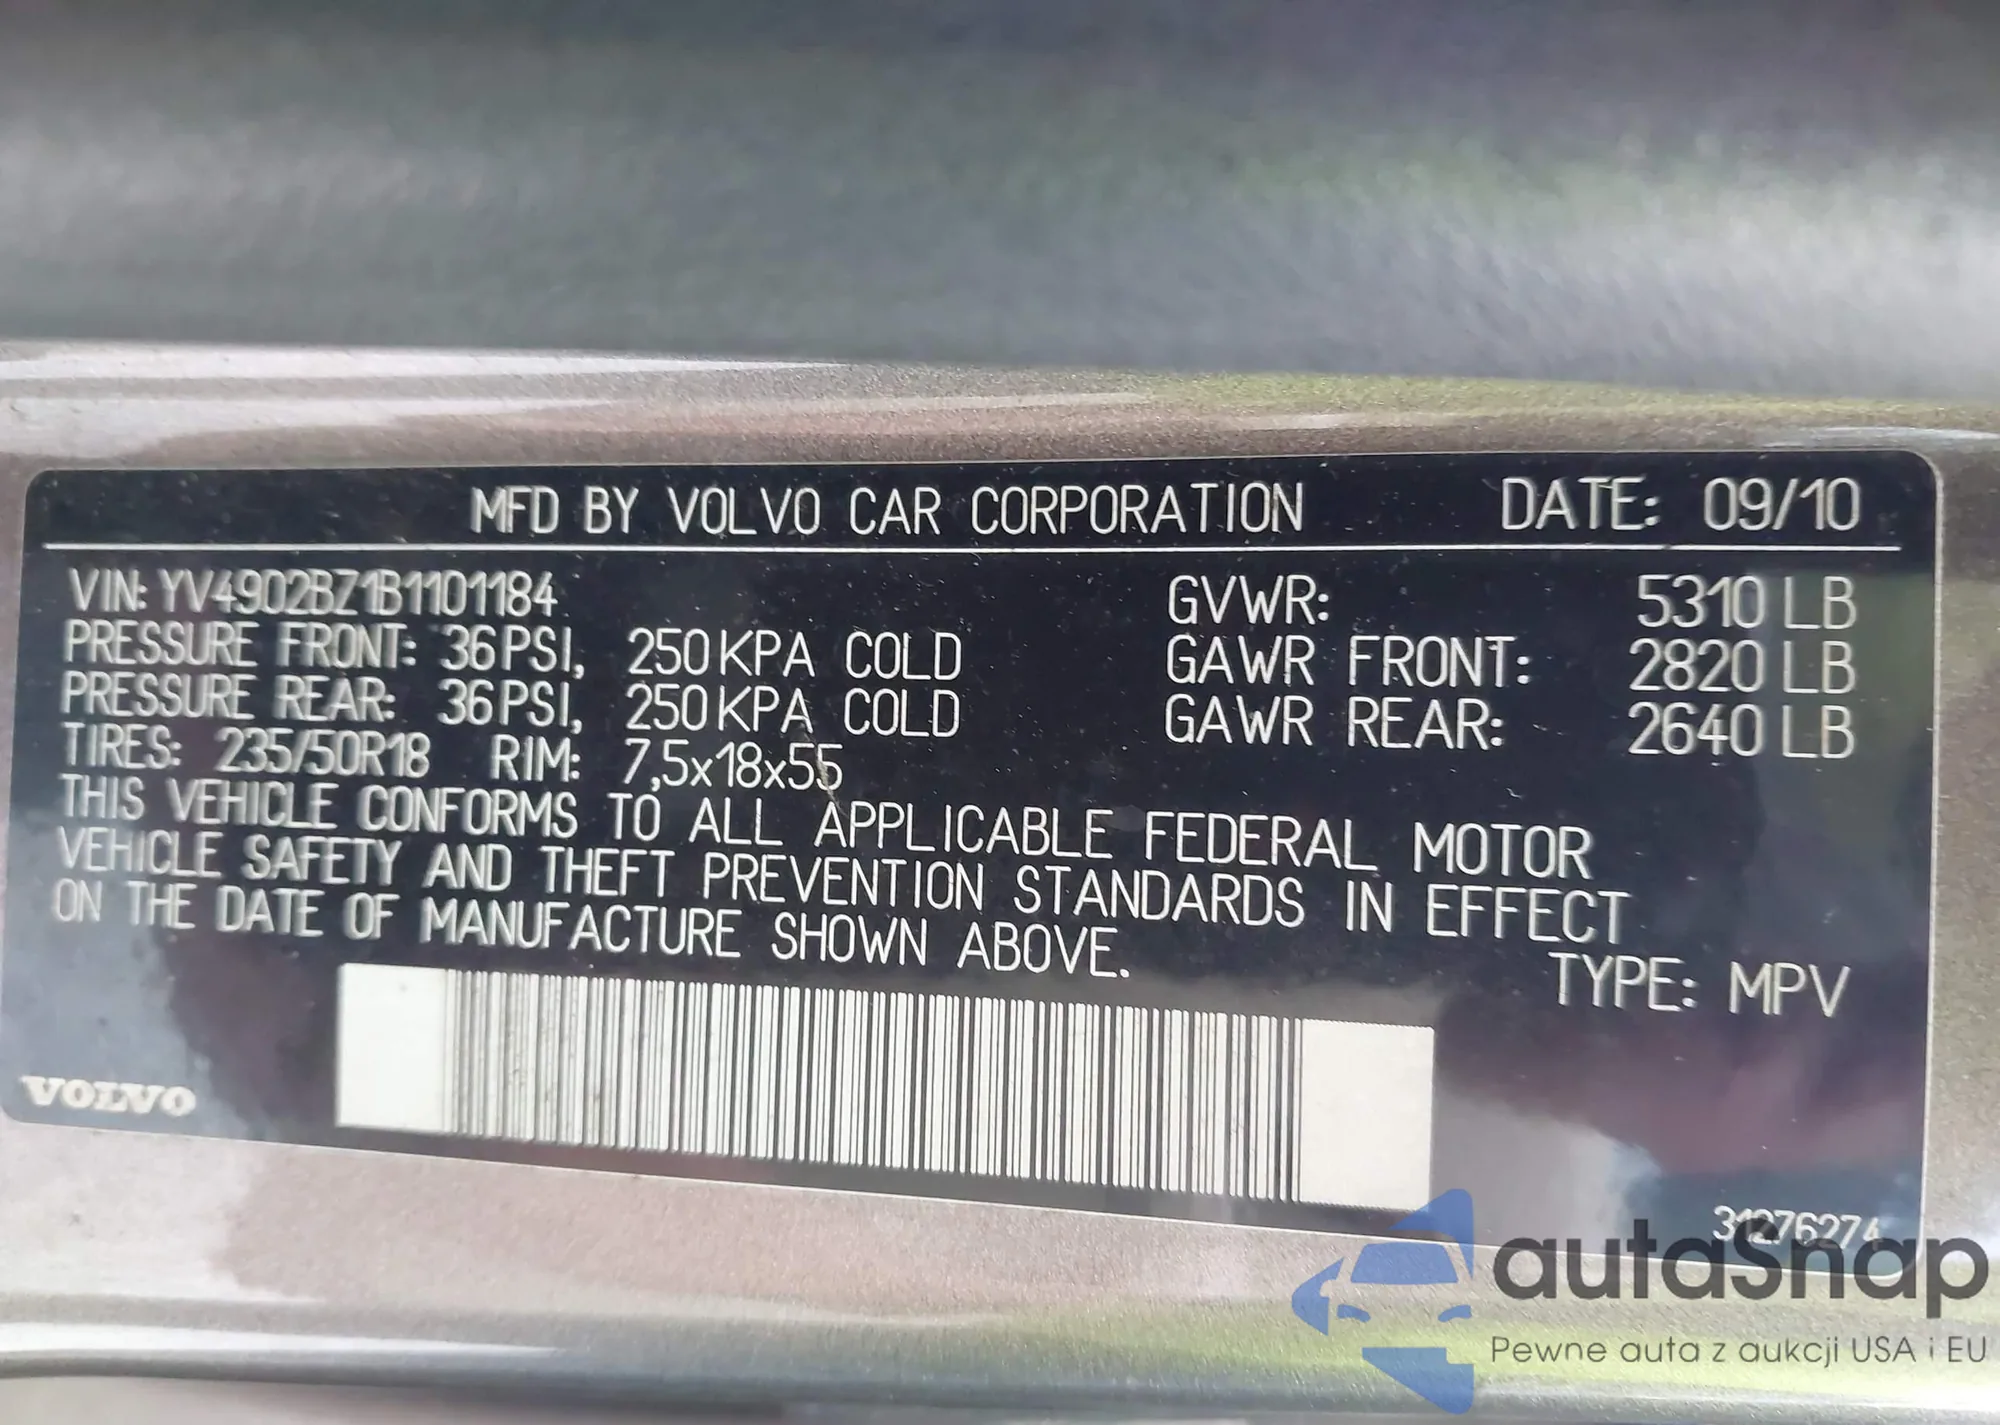 MFD BY VOLVO CAR CORPORATION DATE: 09/10
VIN: YV4902BZ1B1101184 GVWR: 5310 LB
PRESSURE FRONT: 36 PSI, 250 KPA COLD GAWR FRONT: 2820 LB
PRESSURE REAR: 36 PSI, 250 KPA COLD GAWR REAR: 2640 LB
TIRES: 235/50R18 RIM: 7,5x18x55
THIS VEHICLE CONFORMS TO ALL APPLICABLE FEDERAL MOTOR
VEHICLE SAFETY AND THEFT PREVENTION STANDARDS IN EFFECT
ON THE DATE OF MANUFACTURE SHOWN ABOVE.
TYPE: MPV
VOLVO
31276274
autaSnap
Pewne auta z aukcji USA i EU